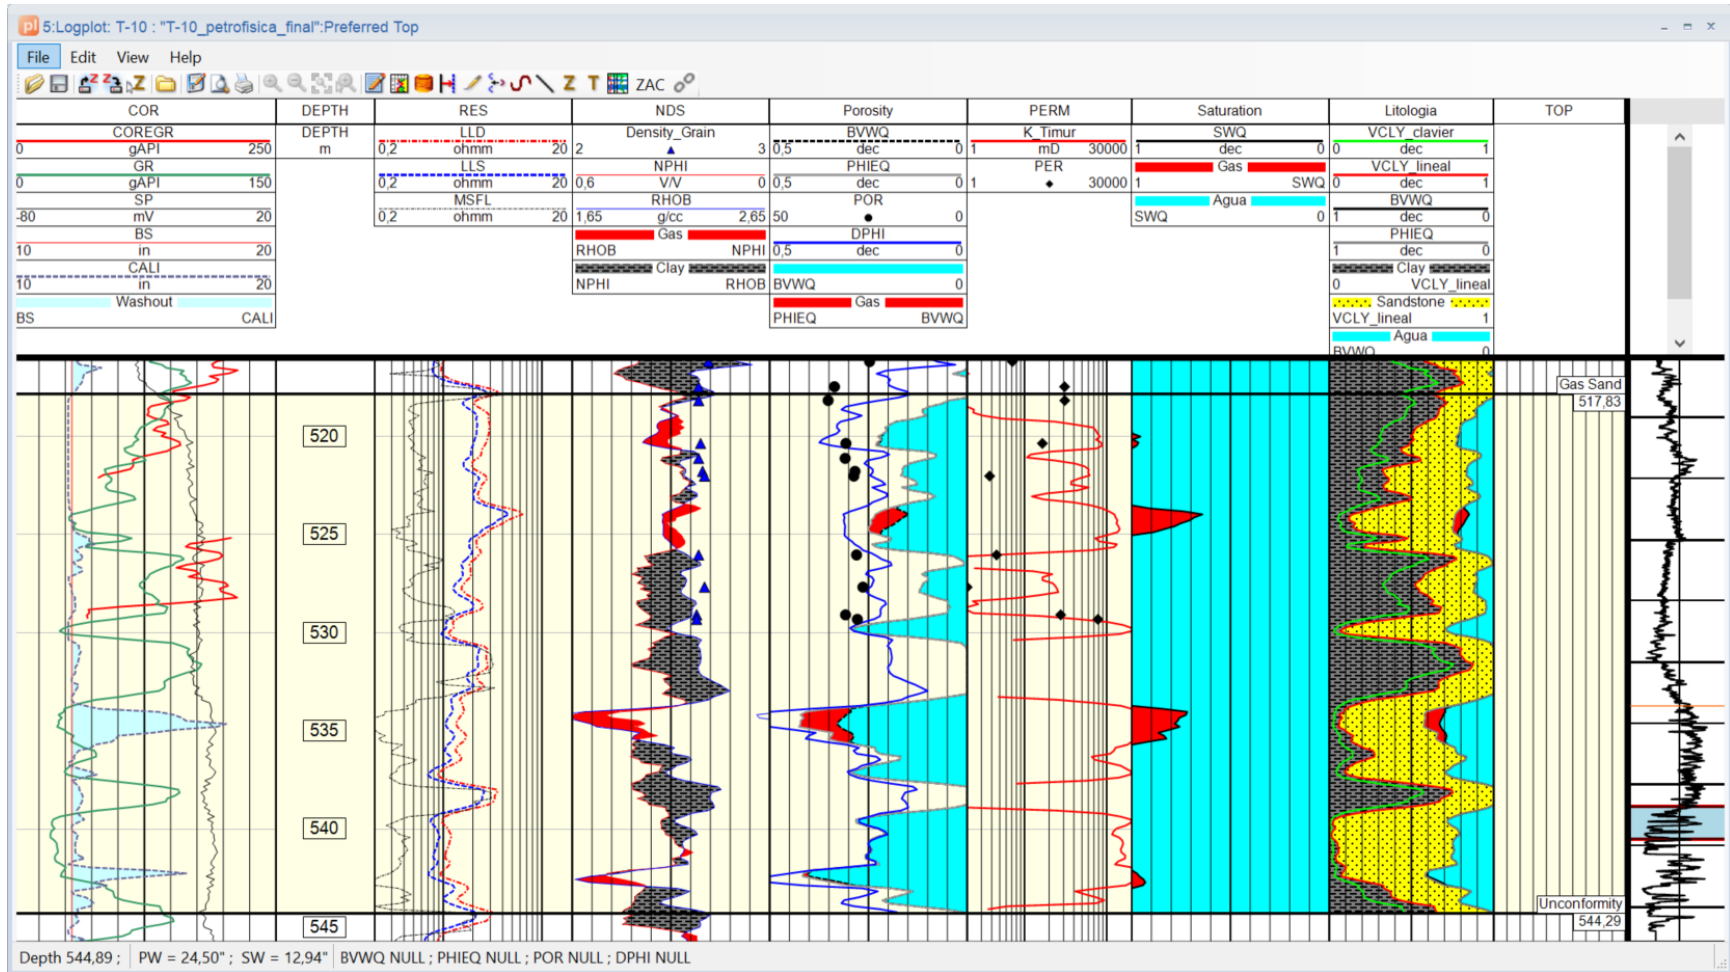 5:Logplot: T-10 : "T-10_petrofisica_final":Preferred Top
File Edit View Help
Z Z Z Z T ZAC
COR DEPTH RES NDS Porosity PERM Saturation Litologia TOP
COREGR
0 gAPI 250
GR
0 gAPI 150
SP
-80 mV 20
BS
10 in 20
CALI
10 in 20
Washout
BS CALI
DEPTH
m
LLD
0,2 ohmm 20
LLS
0,2 ohmm 20
MSFL
0,2 ohmm 20
Density_Grain
2 3
NPHI
0,6 V/V 0
RHOB
1,65 g/cc 2,65
Gas
RHOB NPHI
Clay
NPHI RHOB
BVWQ
0,5 dec 0
PHIEQ
0,5 dec 0
POR
50 0
DPHI
0,5 dec 0
BVWQ 0
Gas
PHIEQ BVWQ
K_Timur
1 mD 30000
PER
1 30000
SWQ
1 dec 0
Gas
1 SWQ
Agua
SWQ 0
VCLY_clavier
0 dec 1
VCLY_lineal
0 dec 1
BVWQ
1 dec 0
PHIEQ
1 dec 0
Clay
0 VCLY_lineal
Sandstone
VCLY_lineal 1
Agua
BVWQ 0
Gas Sand
517,83
520
525
530
535
540
Unconformity
544,29
545
Depth 544,89 ; PW = 24,50" ; SW = 12,94" BVWQ NULL ; PHIEQ NULL ; POR NULL ; DPHI NULL